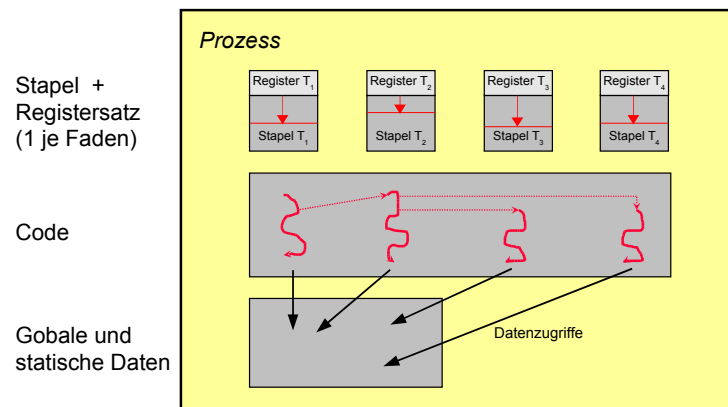 Prozess
Stapel +
Registersatz
(1 je Faden)
Register T1
Register T2
Register T3
Register T4
Stapel T1
Stapel T2
Stapel T3
Stapel T4
Code
Gobale und
statische Daten
Datenzugriffe